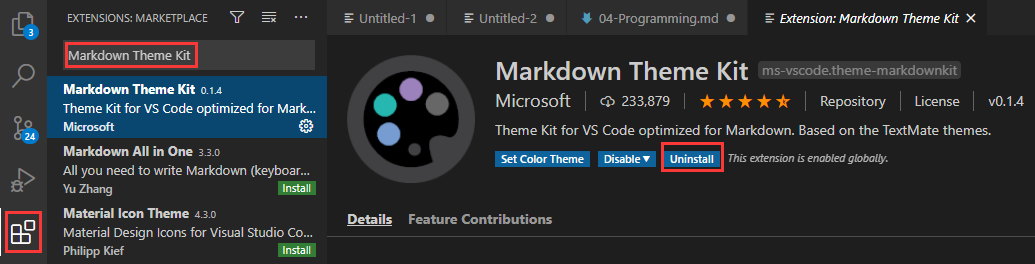 3
24
EXTENSIONS: MARKETPLACE
Markdown Theme Kit
Markdown Theme Kit 0.1.4
Theme Kit for VS Code optimized for Mark...
Microsoft
Markdown All in One 3.3.0
All you need to write Markdown (keyboar...
Yu Zhang Install
Material Icon Theme 4.3.0
Material Design Icons for Visual Studio Co...
Philipp Kief Install
Untitled-1 Untitled-2 04-Programming.md Extension: Markdown Theme Kit
Markdown Theme Kit ms-vscode.theme-markdownkit
Microsoft 233,879 Repository License v0.1.4
Theme Kit for VS Code optimized for Markdown. Based on the TextMate themes.
Set Color Theme Disable Uninstall This extension is enabled globally.
Details Feature Contributions